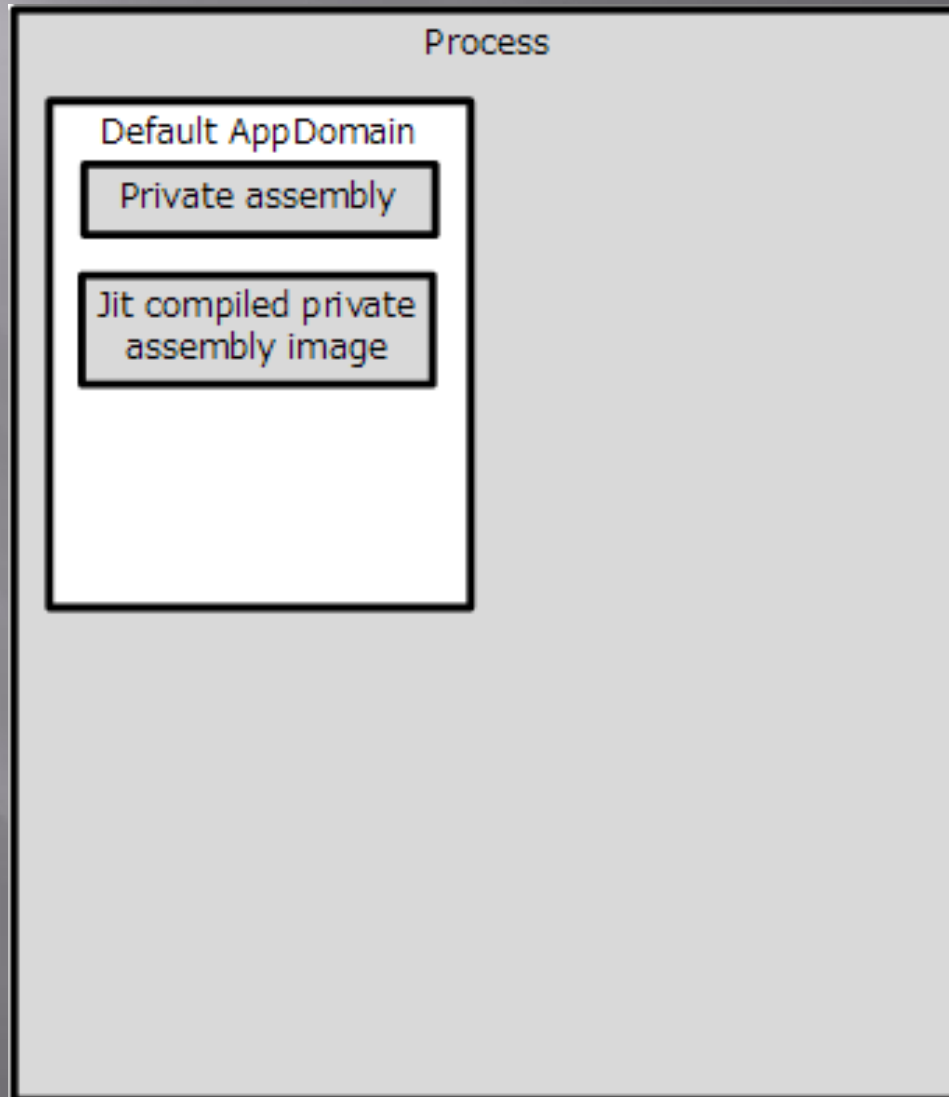 Process
Default AppDomain
Private assembly
Jit compiled private
assembly image